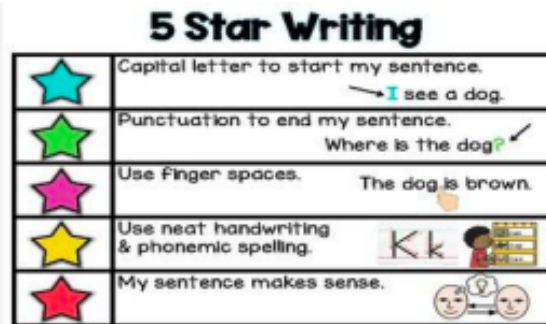 5 Star Writing
Capital letter to start my sentence.
I see a dog.
Punctuation to end my sentence.
Where is the dog?
Use finger spaces.
The dog is brown.
Use neat handwriting
& phonemic spelling.
K k
My sentence makes sense.